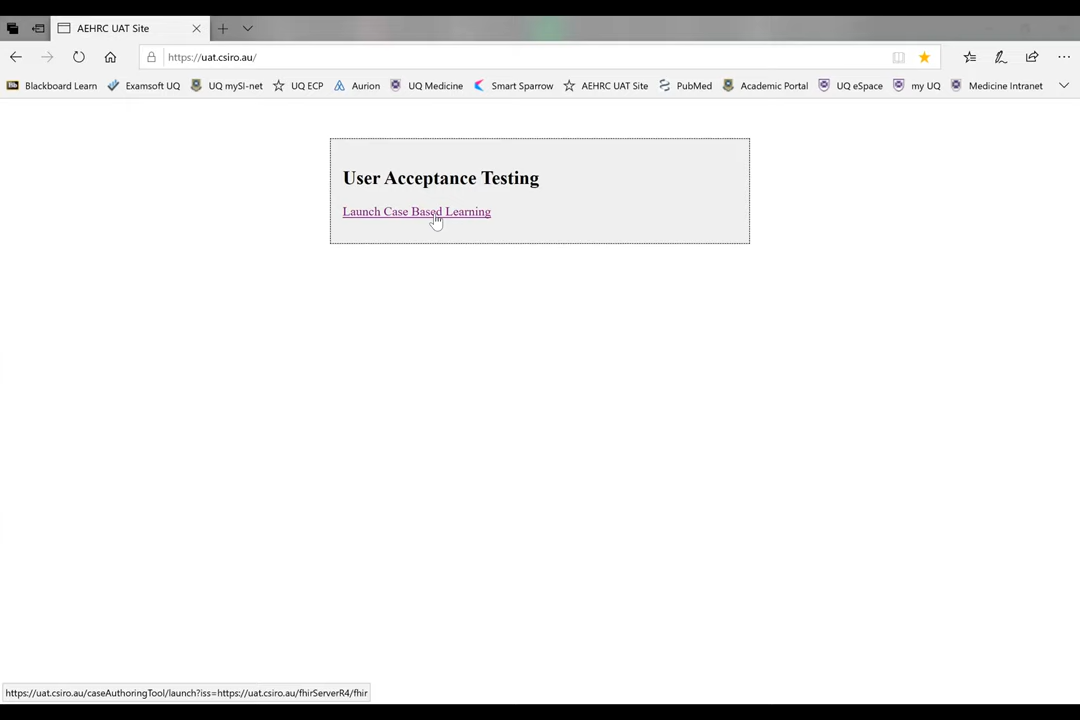 AEHRC UAT Site
https://uat.csiro.au/
Blackboard Learn
Examsoft UQ
UQ mySI-net
UQ ECP
Aurion
UQ Medicine
Smart Sparrow
AEHRC UAT Site
PubMed
Academic Portal
UQ eSpace
my UQ
Medicine Intranet
User Acceptance Testing
Launch Case Based Learning
https://uat.csiro.au/caseAuthoringTool/launch?iss=https://uat.csiro.au/fhirServerR4/fhir